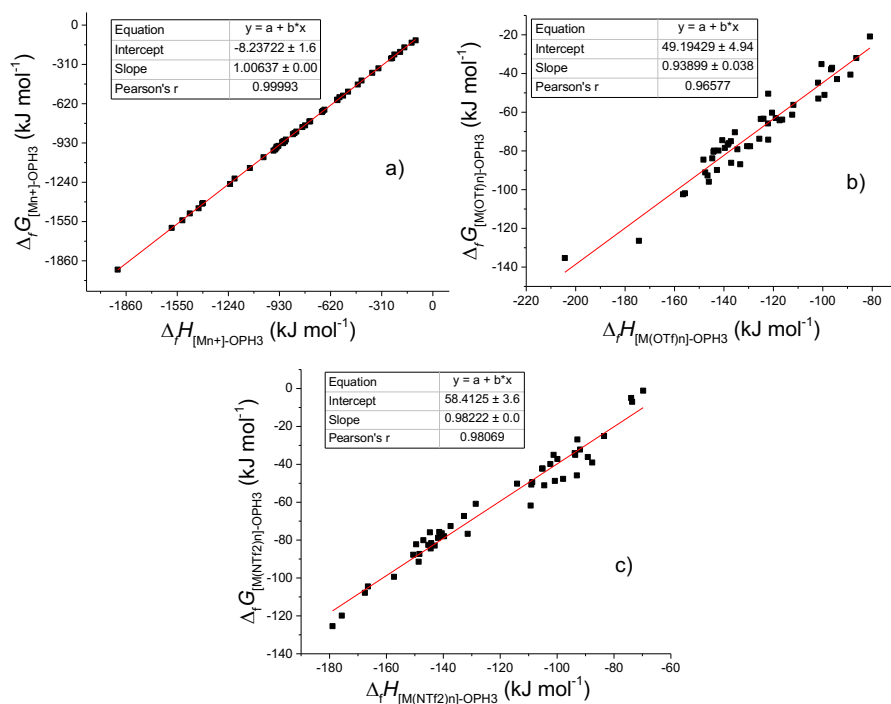 Equation y = a + b*x
Intercept -8.23722 ± 1.6
Slope 1.00637 ± 0.00
Pearson's r 0.99993
0
-310
-620
-930
-1240
-1550
-1860
ΔfG[Mn+]-OPH3 (kJ mol-1)
a)
-1860 -1550 -1240 -930 -620 -310 0
ΔfH[Mn+]-OPH3 (kJ mol-1)
Equation y = a + b*x
Intercept 49.19429 ± 4.94
Slope 0.93899 ± 0.038
Pearson's r 0.96577
-20
-40
-60
-80
-100
-120
-140
ΔfG[M(OTf)n]-OPH3 (kJ mol-1)
b)
-220 -200 -180 -160 -140 -120 -100 -80
ΔfH[M(OTf)n]-OPH3 (kJ mol-1)
Equation y = a + b*x
Intercept 58.4125 ± 3.6
Slope 0.98222 ± 0.0
Pearson's r 0.98069
0
-20
-40
-60
-80
-100
-120
-140
ΔfG[M(NTf2)n]-OPH3 (kJ mol-1)
c)
-180 -160 -140 -120 -100 -80 -60
ΔfH[M(NTf2)n]-OPH3 (kJ mol-1)